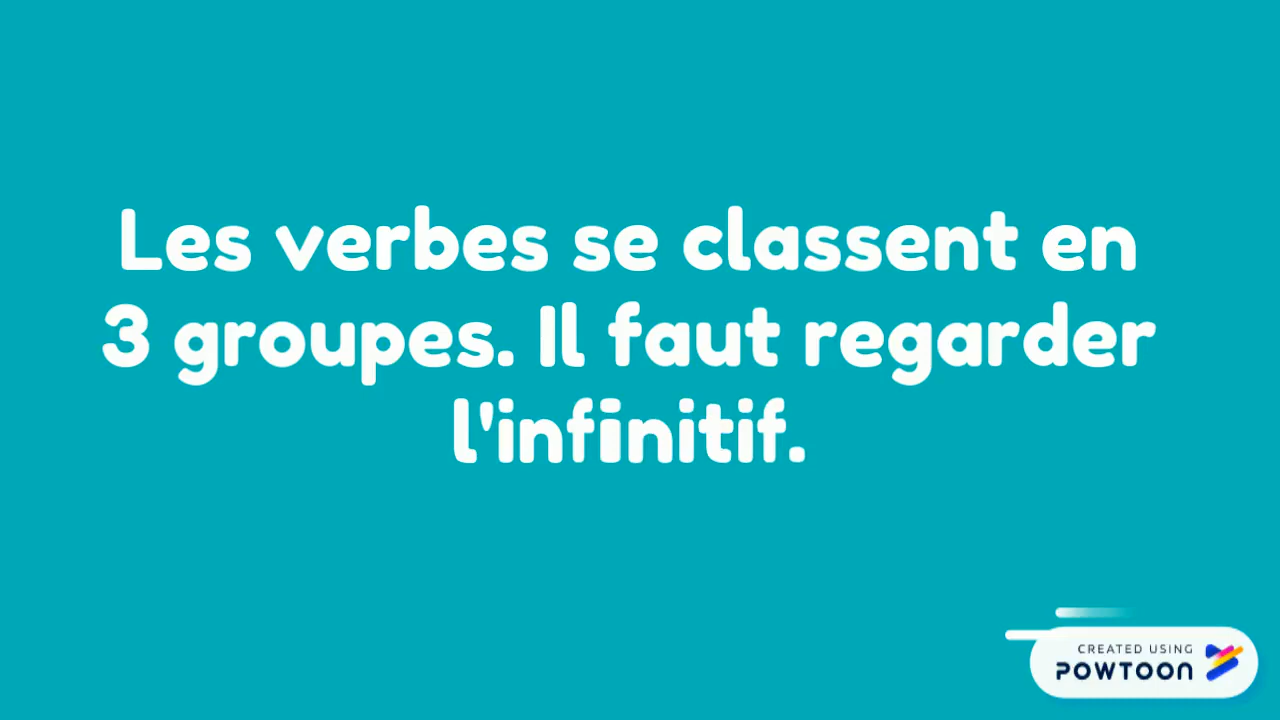 Les verbes se classent en
3 groupes. Il faut regarder
l'infinitif.
CREATED USING
POWTOON